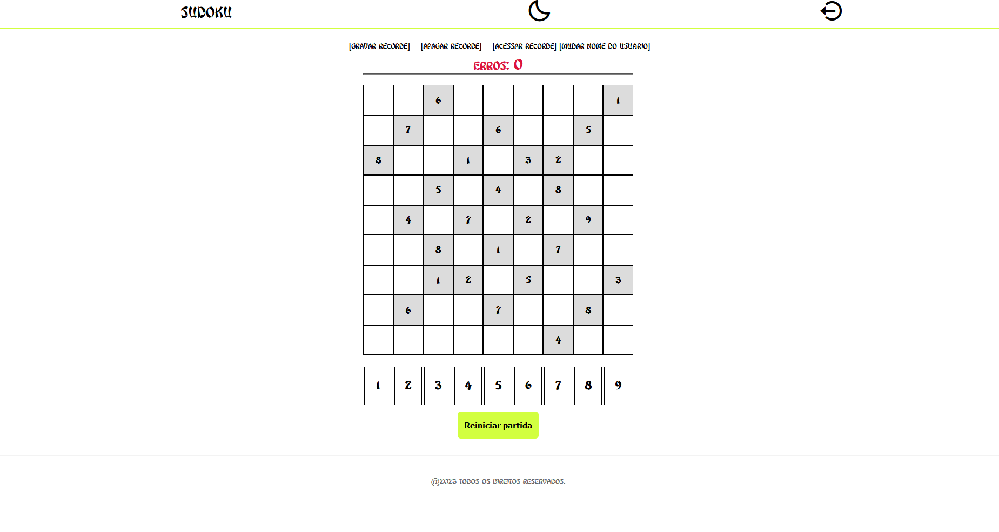 SUDOKU
[GRAVAR RECORDE] [APAGAR RECORDE] [ACESSAR RECORDE] [MUDAR NOME DO USUÁRIO]
ERROS: 0
6 1
7 6 5
8 1 3 2
5 4 8
4 7 2 9
8 1 7
1 2 5 3
6 7 8
4
1 2 3 4 5 6 7 8 9
Reiniciar partida
@2023 TODOS OS DIREITOS RESERVADOS.